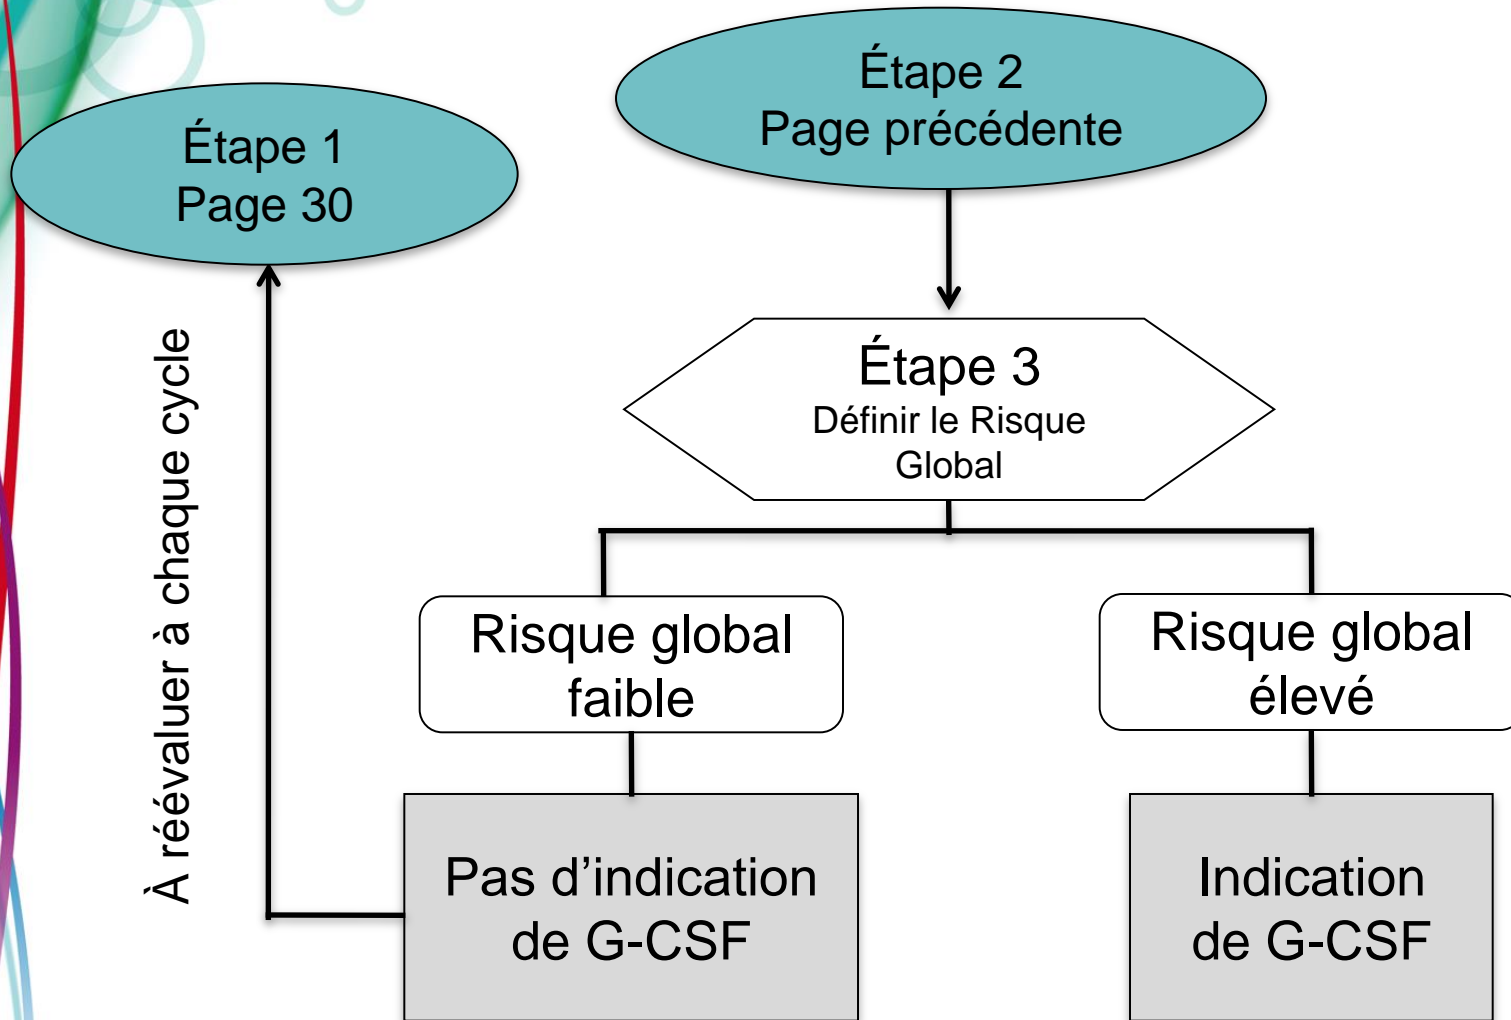 Étape 2
Page précédente
Étape 1
Page 30
Étape 3
Définir le Risque
Global
À réévaluer à chaque cycle
Risque global
faible
Risque global
élevé
Pas d’indication
de G-CSF
Indication
de G-CSF